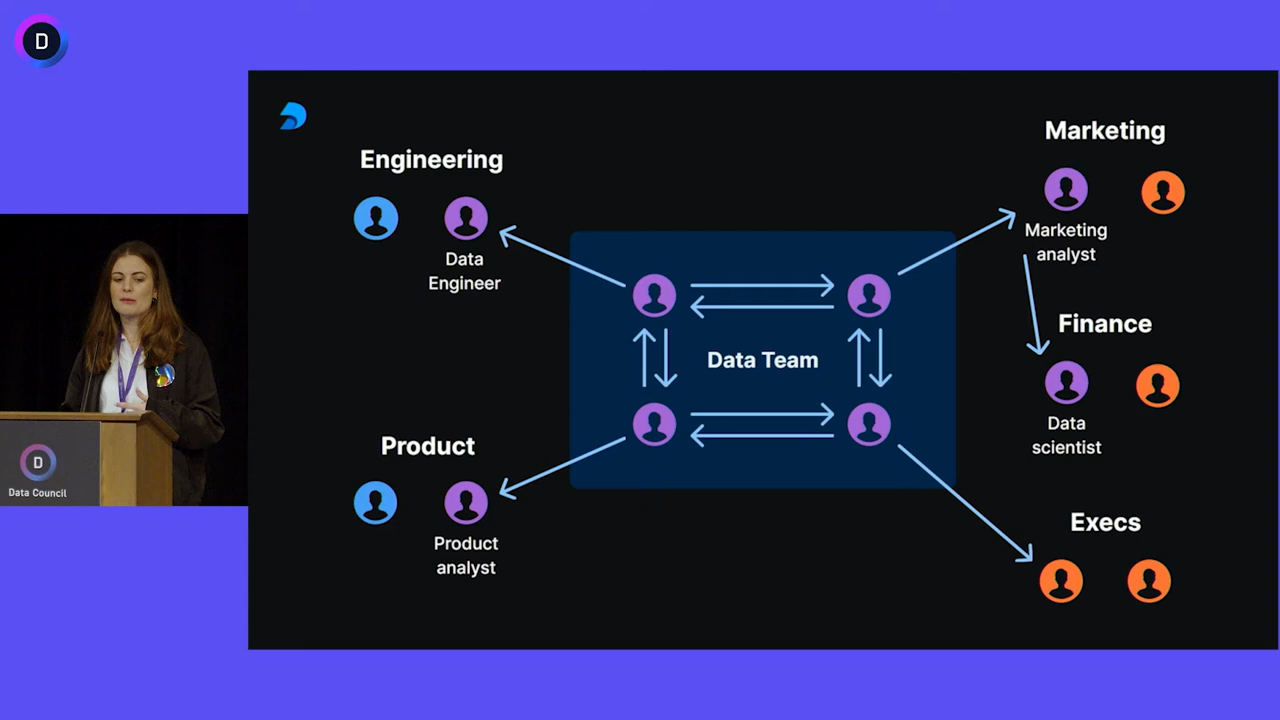 D
Engineering
Data
Engineer
Product
Product
analyst
Data Team
Marketing
Marketing
analyst
Finance
Data
scientist
Execs
D
Data Council